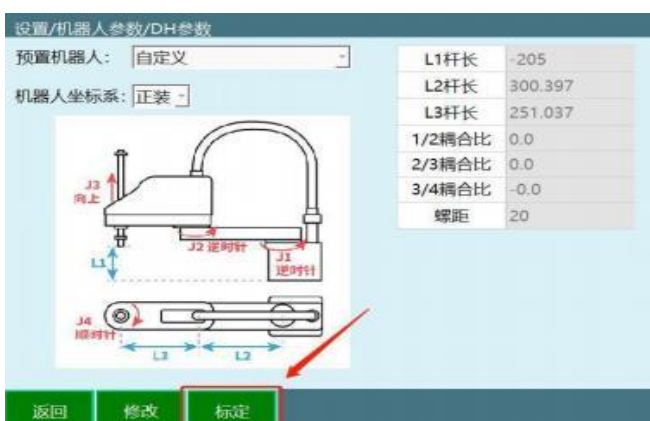 设置/机器人参数/DH参数
预置机器人： 自定义
机器人坐标系: 正装
L1杆长 -205
L2杆长 300.397
L3杆长 251.037
1/2耦合比 0.0
2/3耦合比 0.0
3/4耦合比 -0.0
螺距 20
J3
向上
J2 逆时针
J1
逆时针
L1
J4
顺时针
L3
L2
返回
修改
标定